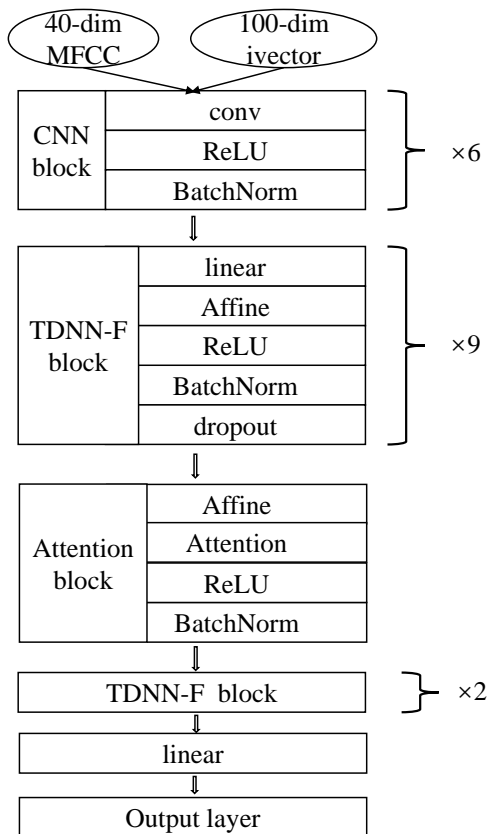 40-dim
MFCC
100-dim
ivector
CNN
block
conv
ReLU
BatchNorm
×6
TDNN-F
block
linear
Affine
ReLU
BatchNorm
dropout
×9
Attention
block
Affine
Attention
ReLU
BatchNorm
TDNN-F block
×2
linear
Output layer